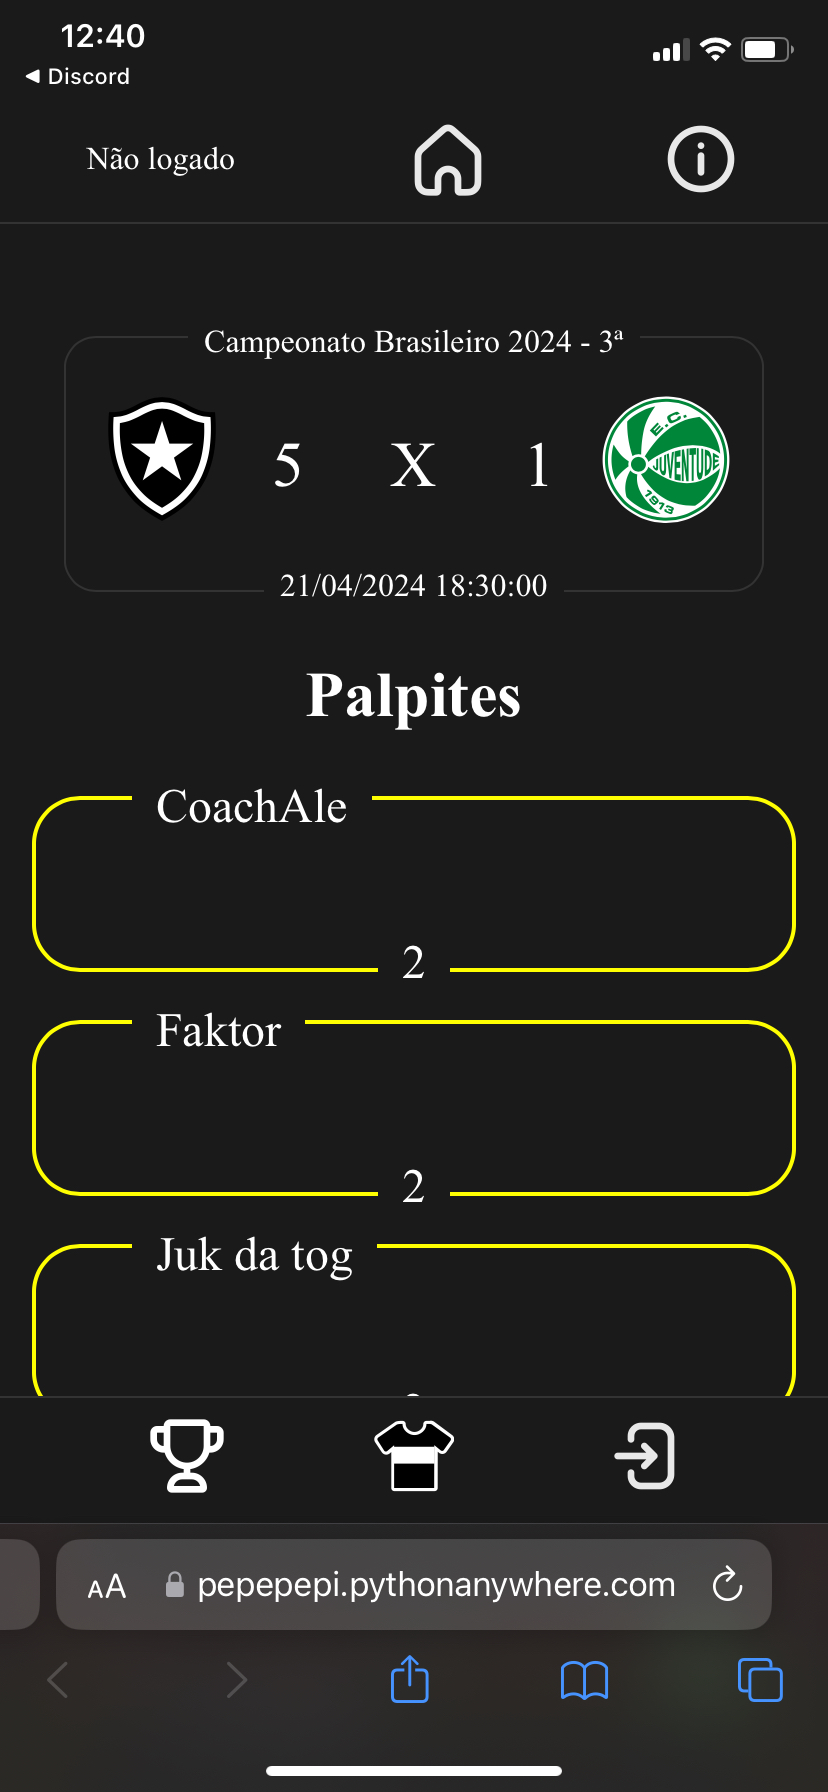 12:40
◀ Discord
Não logado
Campeonato Brasileiro 2024 - 3ª
5 X 1
E.C.
JUVENTUDE
1913
21/04/2024 18:30:00
Palpites
CoachAle
2
Faktor
2
Juk da tog
AA pepepepi.pythonanywhere.com